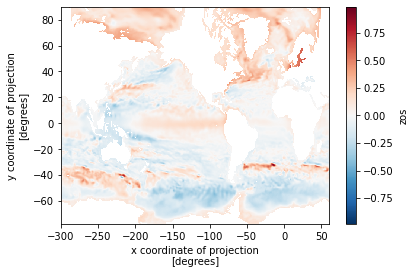 80
60
40
20
0
−20
−40
−60
y coordinate of projection
[degrees]
−300 −250 −200 −150 −100 −50 0 50
x coordinate of projection
[degrees]
0.75
0.50
0.25
0.00
−0.25
−0.50
−0.75
zos